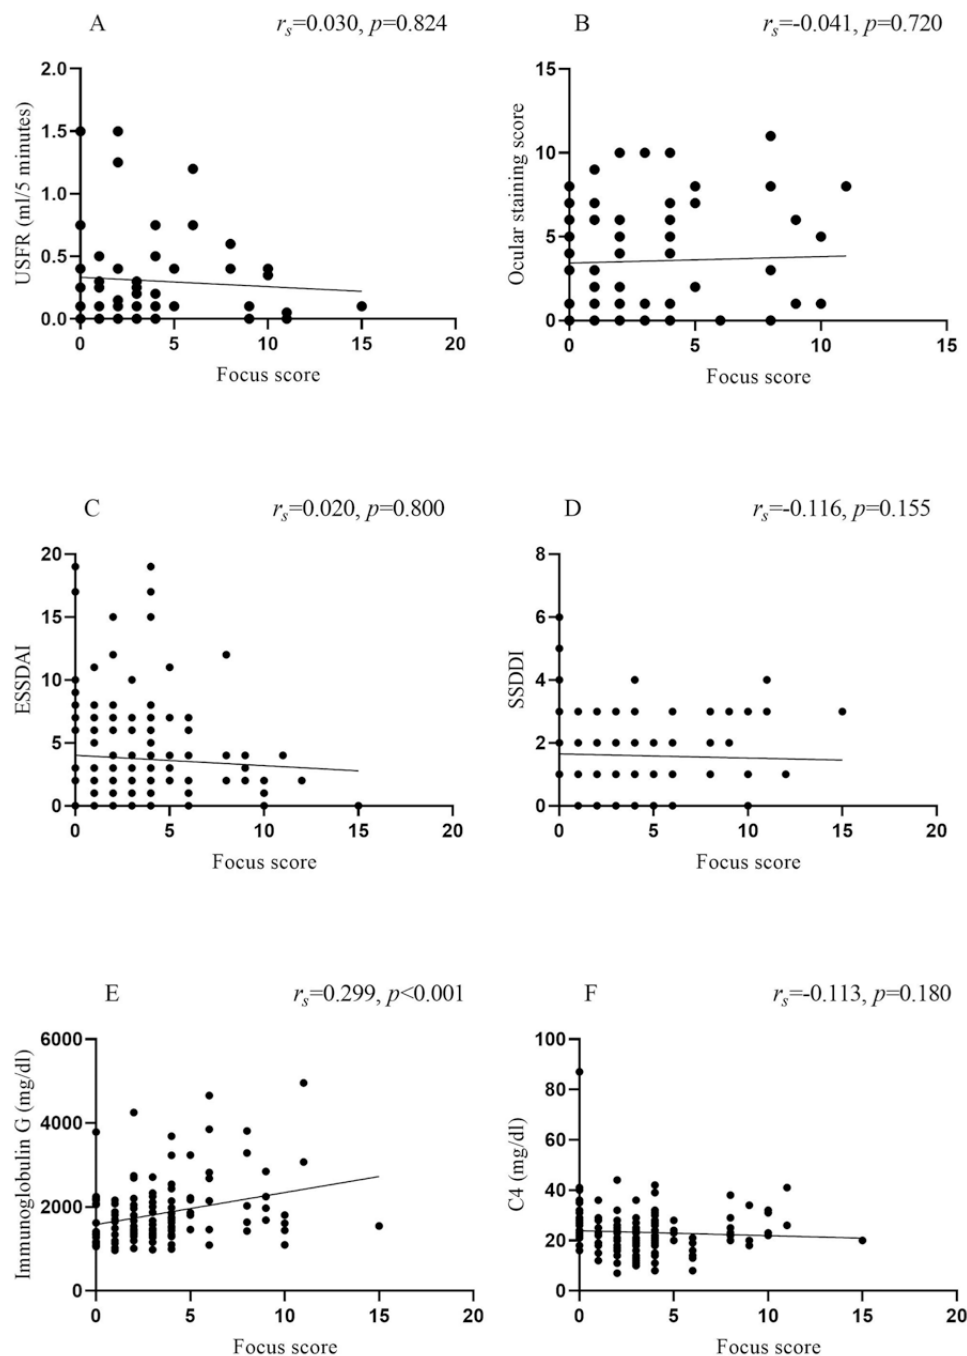 A
rs=0.030, p=0.824
USFR (ml/5 minutes)
2.0
1.5
1.0
0.5
0.0
0 5 10 15 20
Focus score
B
rs=-0.041, p=0.720
Ocular staining score
15
10
5
0
0 5 10 15
Focus score
C
rs=0.020, p=0.800
ESSDAI
20
15
10
5
0
0 5 10 15 20
Focus score
D
rs=-0.116, p=0.155
SSDDI
8
6
4
2
0
0 5 10 15 20
Focus score
E
rs=0.299, p<0.001
Immunoglobulin G (mg/dl)
6000
4000
2000
0
0 5 10 15 20
Focus score
F
rs=-0.113, p=0.180
C4 (mg/dl)
100
80
60
40
20
0
0 5 10 15 20
Focus score